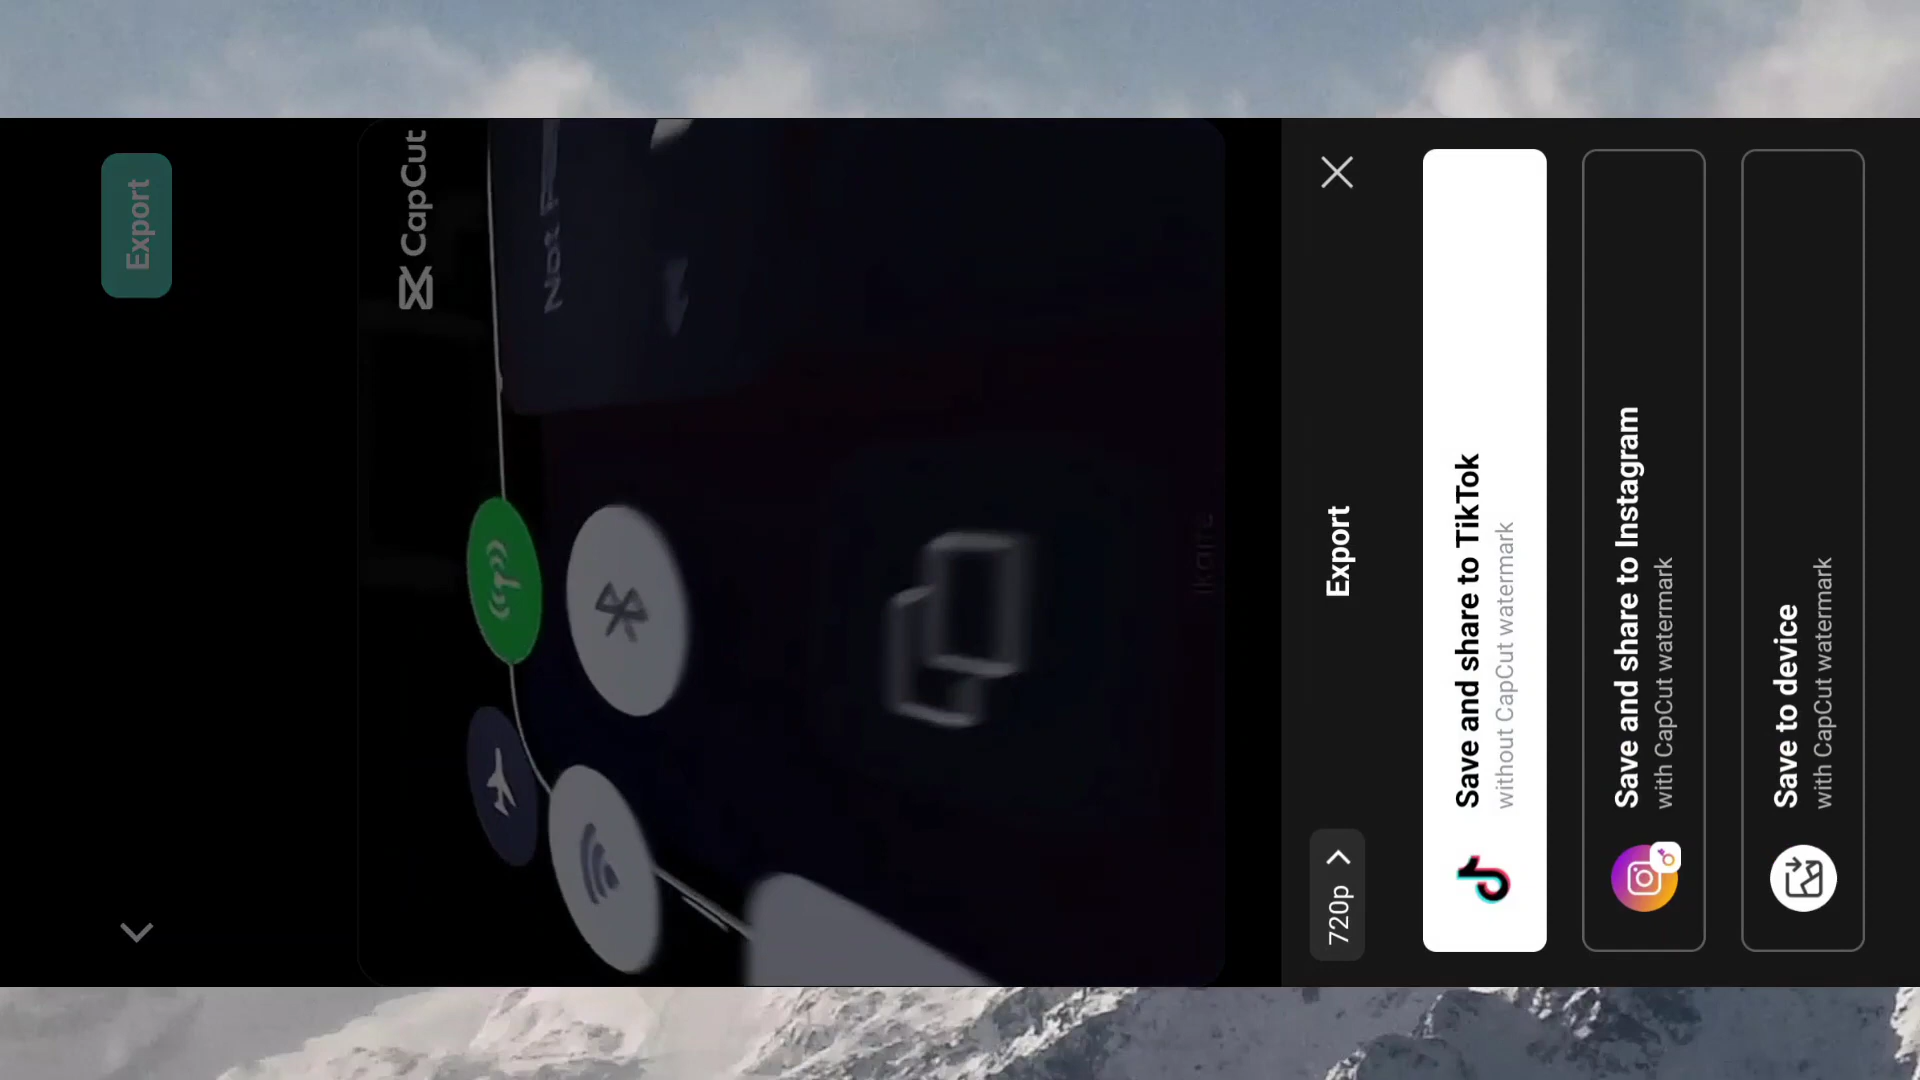 Export
CapCut
Not
Export
720p
Save and share to TikTok
without CapCut watermark
Save and share to Instagram
with CapCut watermark
Save to device
with CapCut watermark